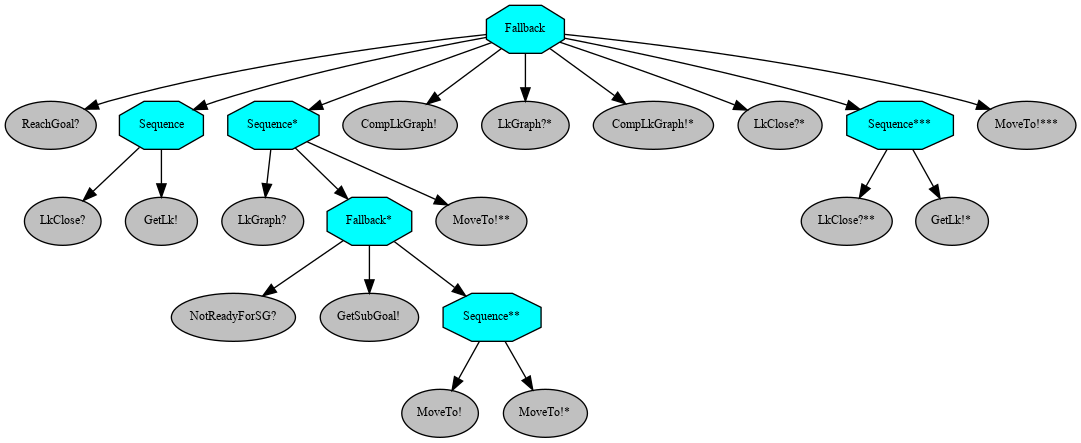 Fallback
ReachGoal?
Sequence
Sequence*
CompLkGraph!
LkGraph?*
CompLkGraph!*
LkClose?*
Sequence***
MoveTo!***
LkClose?
GetLk!
LkGraph?
Fallback*
MoveTo!**
LkClose?**
GetLk!*
NotReadyForSG?
GetSubGoal!
Sequence**
MoveTo!
MoveTo!*